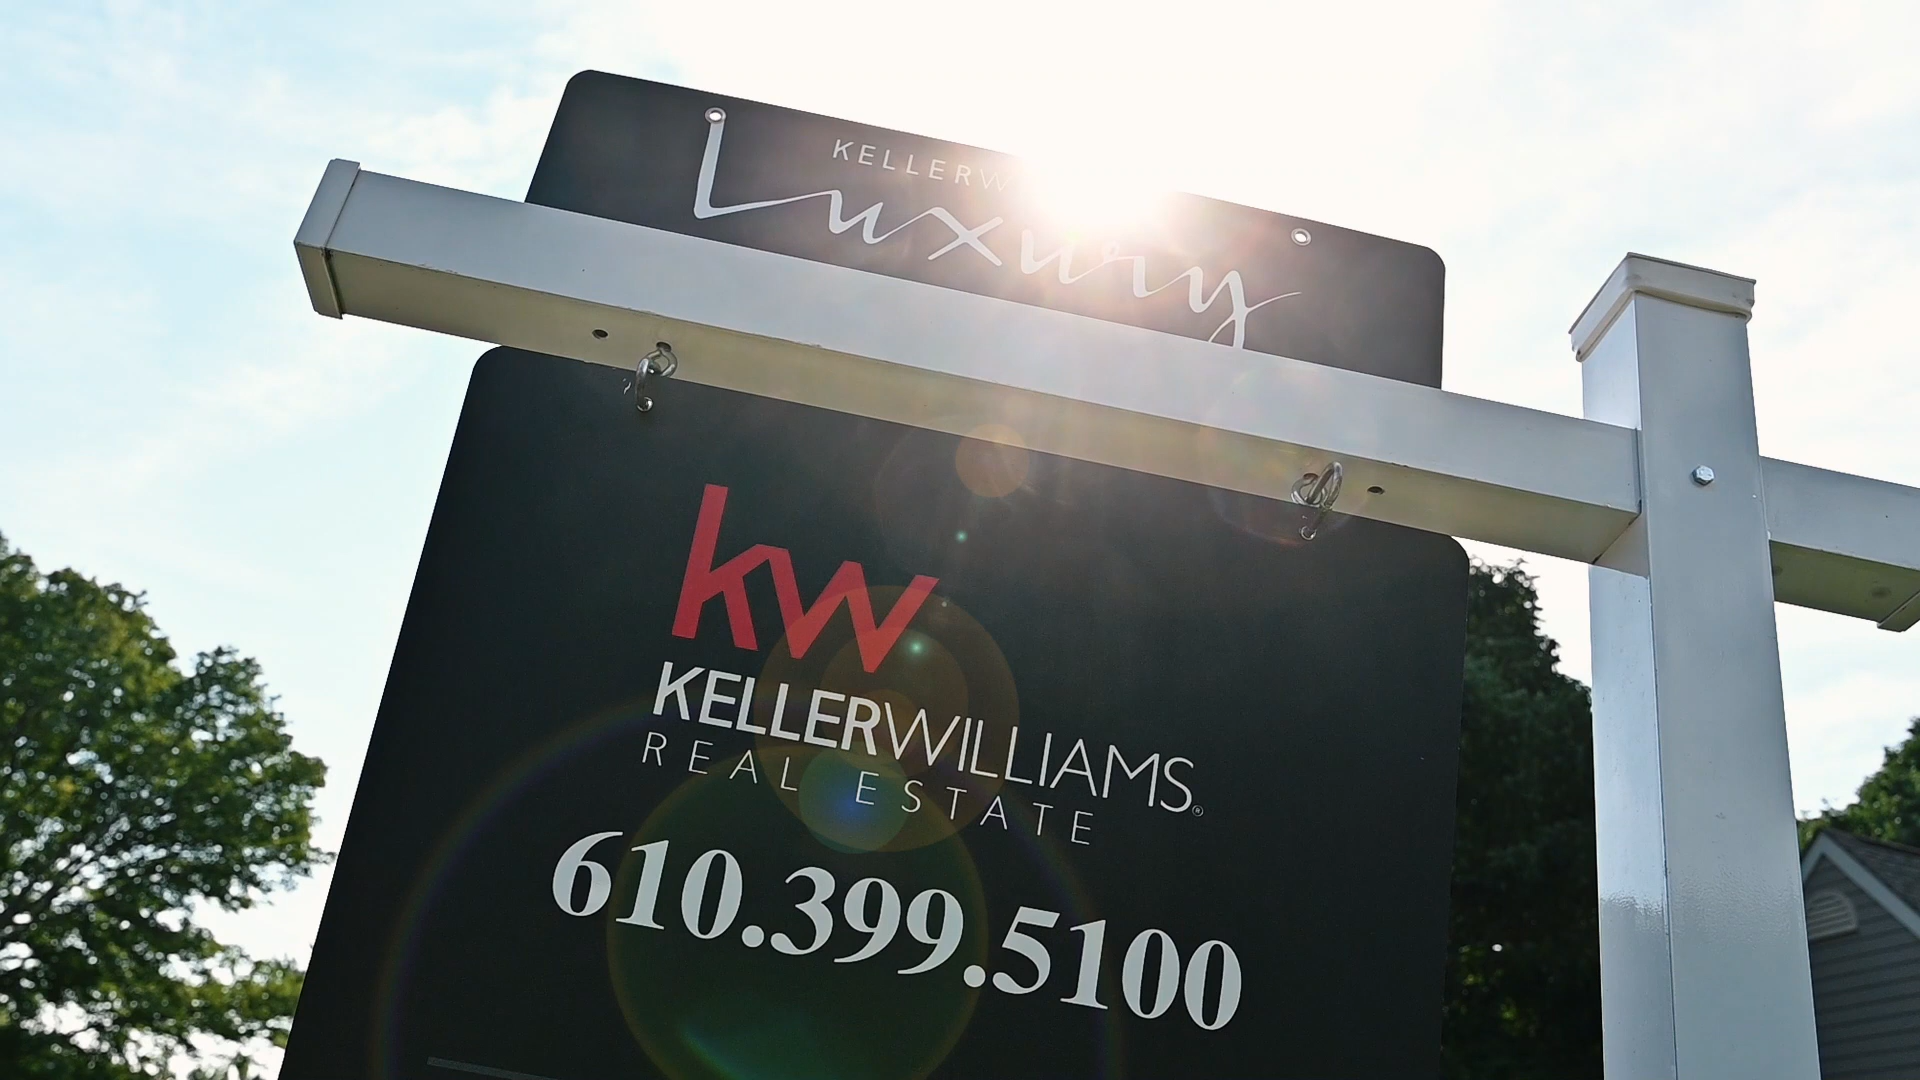 KELLERW
Luxury
kw
KELLERWILLIAMS®
REAL ESTATE
610.399.5100